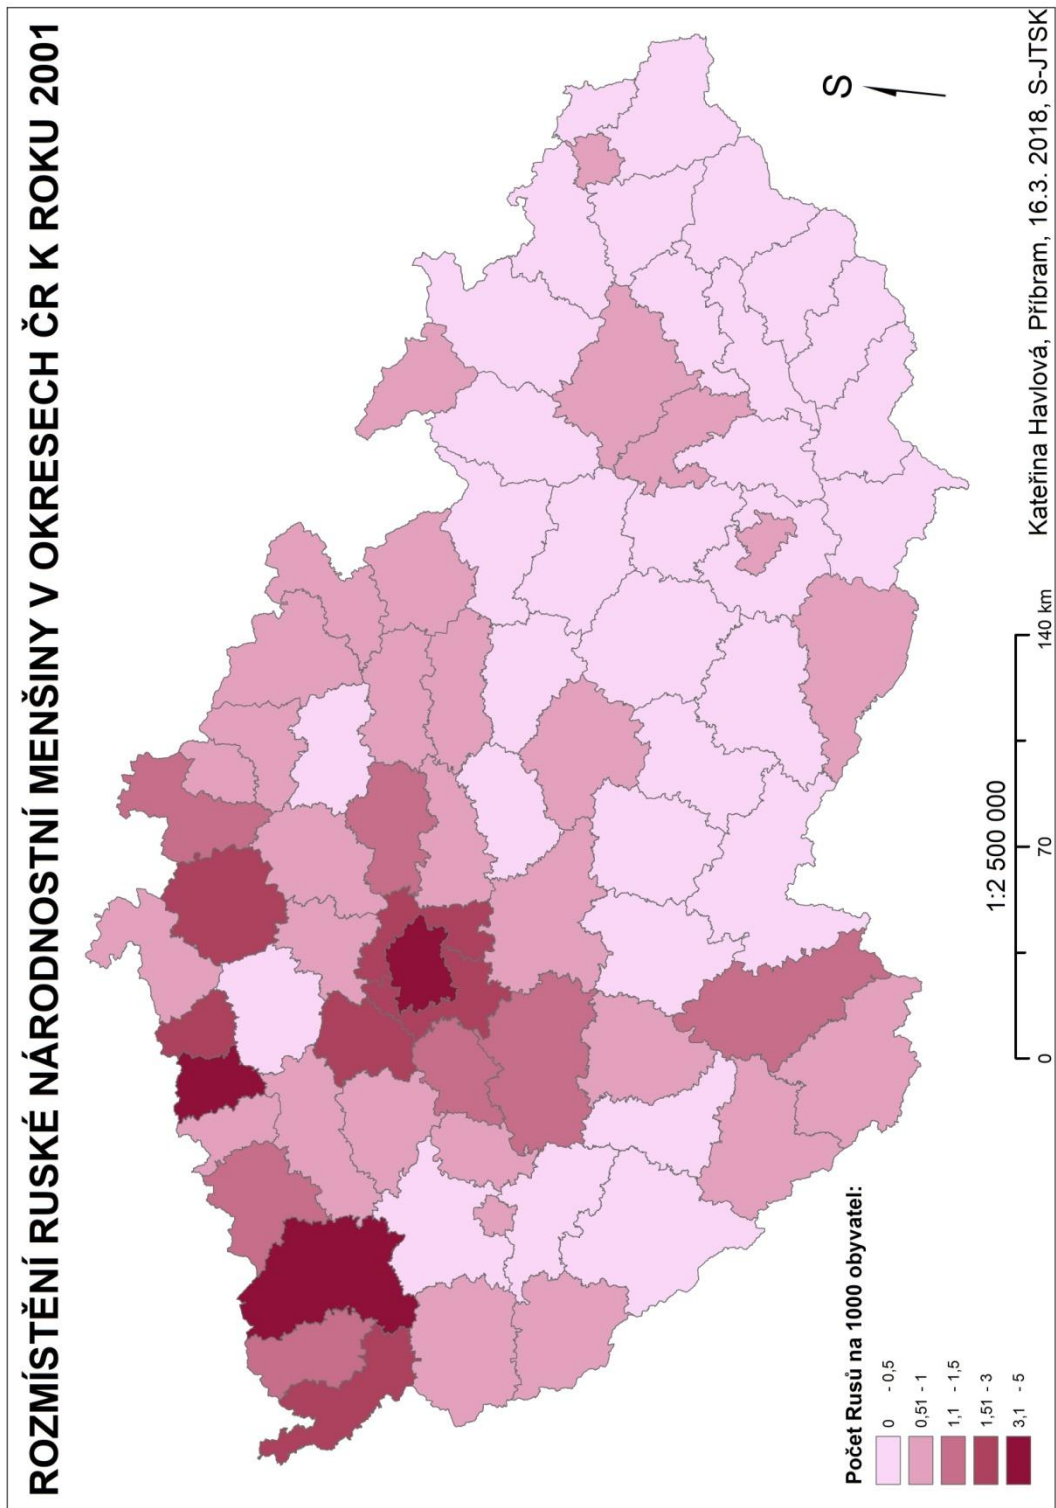 ROZMÍSTĚNÍ RUSKÉ NÁRODNOSTNÍ MENŠINY V OKRESECH ČR K ROKU 2001
S
Počet Rusů na 1000 obyvatel:
0 - 0,5
0,51 - 1
1,1 - 1,5
1,51 - 3
3,1 - 5
1:2 500 000
0 70 140 km
Kateřina Havlová, Příbram, 16.3. 2018, S-JTSK